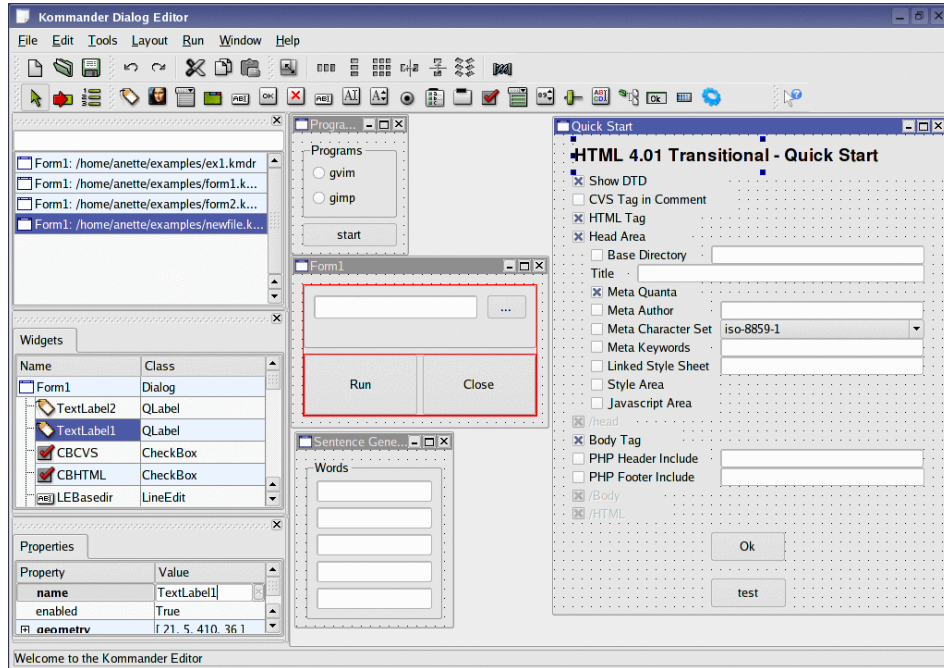 Kommander Dialog Editor
File Edit Tools Layout Run Window Help
Form1: /home/anette/examples/ex1.kmdr
Form1: /home/anette/examples/form1.k...
Form1: /home/anette/examples/form2.k...
Form1: /home/anette/examples/newfile.k...
Widgets
Name Class
Form1 Dialog
TextLabel2 QLabel
TextLabel1 QLabel
CBCVS CheckBox
CBHTML CheckBox
LEBasedir LineEdit
Properties
Property Value
name TextLabel1
enabled True
geometry [ 21, 5, 410, 36 ]
Progra...
Programs
gvim
gimp
start
Form1
...
Run Close
Sentence Gene...
Words
Quick Start
HTML 4.01 Transitional - Quick Start
Show DTD
CVS Tag in Comment
HTML Tag
Head Area
Base Directory
Title
Meta Quanta
Meta Author
Meta Character Set iso-8859-1
Meta Keywords
Linked Style Sheet
Style Area
Javascript Area
/head
Body Tag
PHP Header Include
PHP Footer Include
/Body
/HTML
Ok
test
Welcome to the Kommander Editor